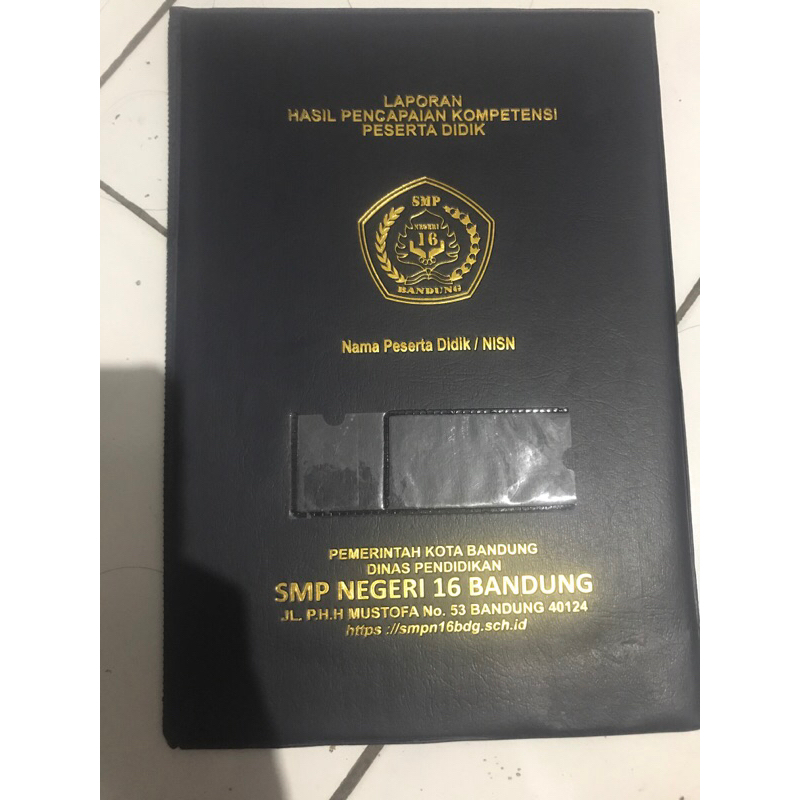 LAPORAN
HASIL PENCAPAIAN KOMPETENSI
PESERTA DIDIK
SMP
NEGERI
16
BANDUNG
Nama Peserta Didik / NISN
PEMERINTAH KOTA BANDUNG
DINAS PENDIDIKAN
SMP NEGERI 16 BANDUNG
JL. P.H.H MUSTOFA No. 53 BANDUNG 40124
https ://smpn16bdg.sch.id